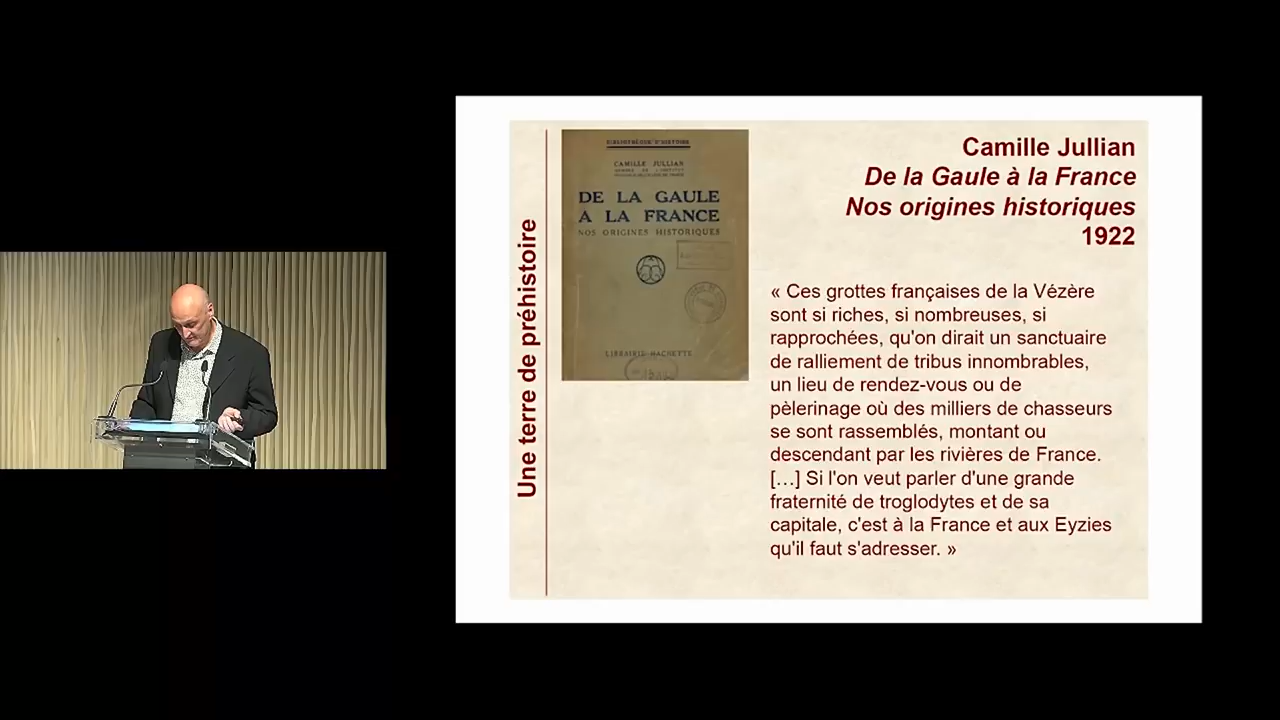 Une terre de préhistoire
BIBLIOTHÈQUE D'HISTOIRE
CAMILLE JULLIAN
DE LA GAULE
A LA FRANCE
NOS ORIGINES HISTORIQUES
LIBRAIRIE HACHETTE
Camille Jullian
De la Gaule à la France
Nos origines historiques
1922
« Ces grottes françaises de la Vézère
sont si riches, si nombreuses, si
rapprochées, qu'on dirait un sanctuaire
de ralliement de tribus innombrables,
un lieu de rendez-vous ou de
pèlerinage où des milliers de chasseurs
se sont rassemblés, montant ou
descendant par les rivières de France.
[…] Si l'on veut parler d'une grande
fraternité de troglodytes et de sa
capitale, c'est à la France et aux Eyzies
qu'il faut s'adresser. »